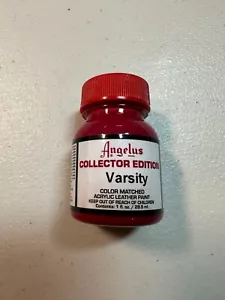 Angelus
COLLECTOR EDITION
Varsity
COLOR MATCHED
ACRYLIC LEATHER PAINT
KEEP OUT OF REACH OF CHILDREN
Contents: 1 fl. oz. / 29.5 mL